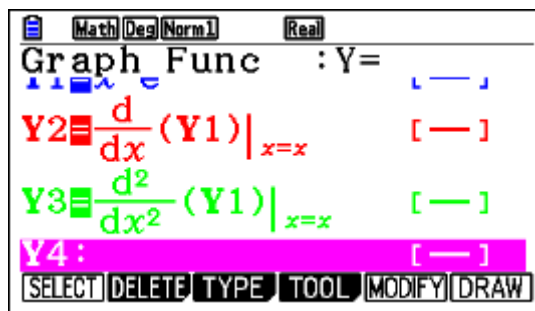 Math Deg Norm1 Real
Graph Func :Y=
Y2=d/dx(Y1)|x=x [—]
Y3=d²/dx²(Y1)|x=x [—]
Y4: [—]
SELECT DELETE TYPE TOOL MODIFY DRAW